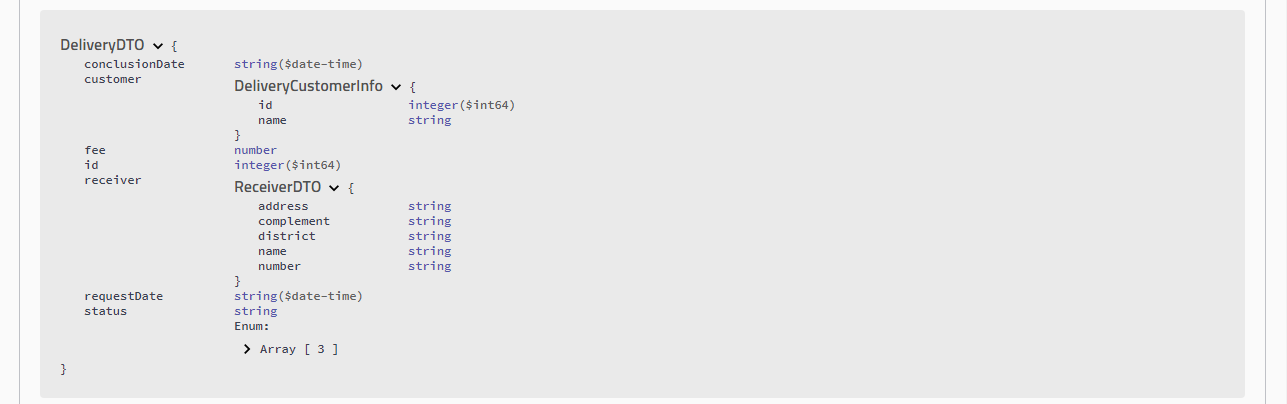 DeliveryDTO {
conclusionDate string($date-time)
customer
DeliveryCustomerInfo {
id integer($int64)
name string
}
fee number
id integer($int64)
receiver
ReceiverDTO {
address string
complement string
district string
name string
number string
}
requestDate string($date-time)
status string
Enum:
Array [ 3 ]
}